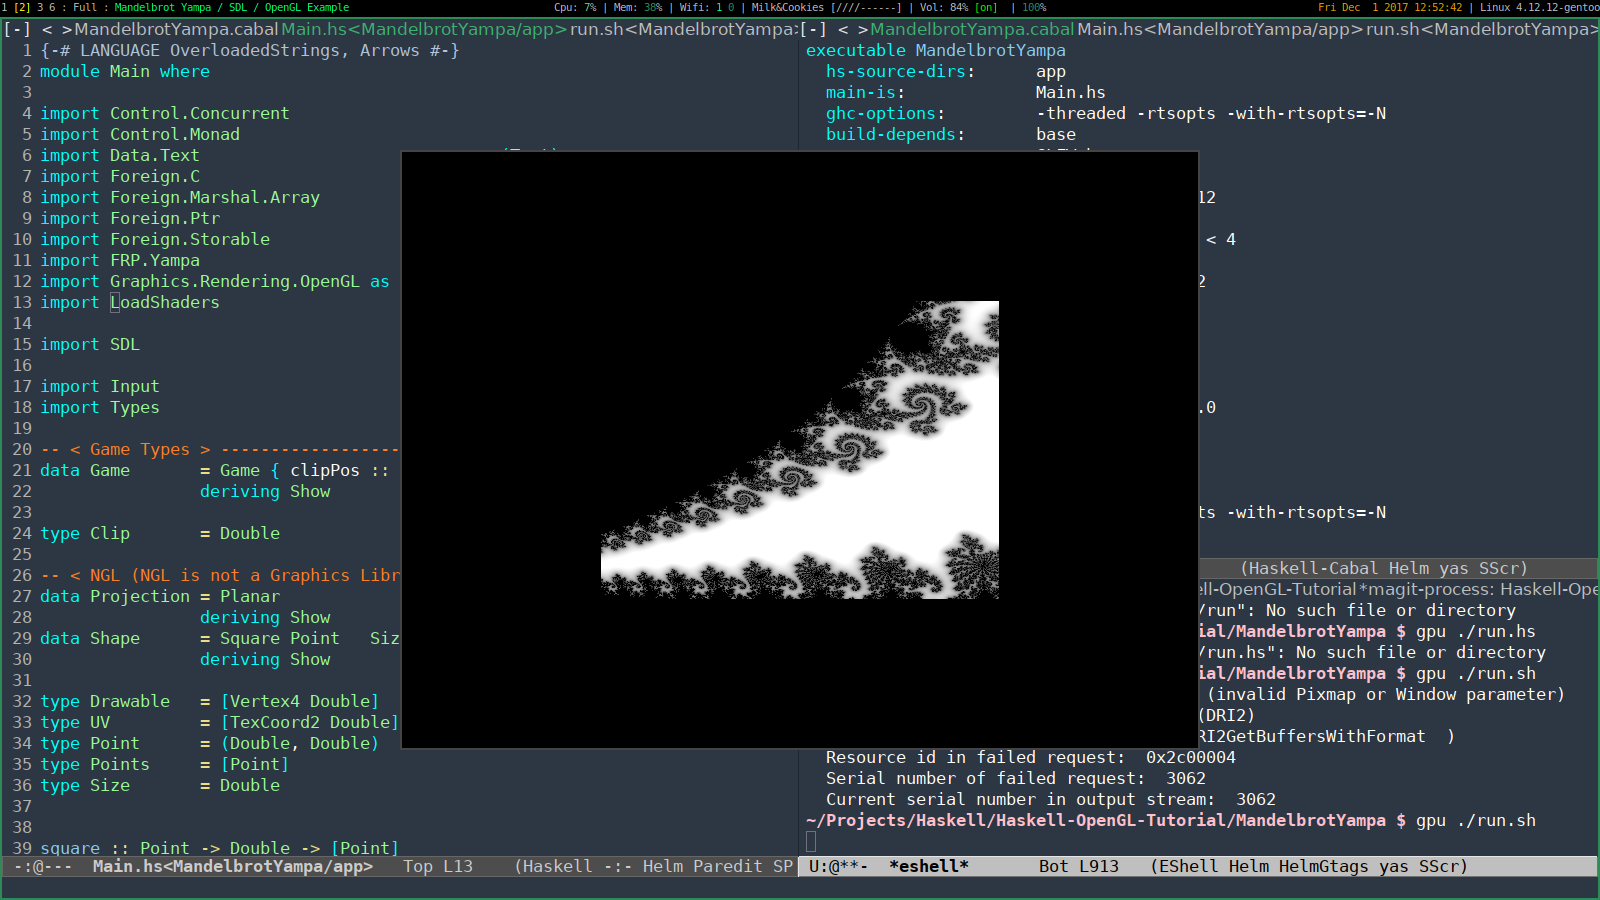 1 [2] 3 6 : Full : Mandelbrot Yampa / SDL / OpenGL Example
Cpu: 7% | Mem: 38% | Wifi: 1 0 | Milk&Cookies [////------] | Vol: 84% [on] | 100%
Fri Dec 1 2017 12:52:42 | Linux 4.12.12-gentoo
[-] < >MandelbrotYampa.cabal Main.hs<MandelbrotYampa/app> run.sh<MandelbrotYampa>
1 {-# LANGUAGE OverloadedStrings, Arrows #-}
2 module Main where
3
4 import Control.Concurrent
5 import Control.Monad
6 import Data.Text
7 import Foreign.C
8 import Foreign.Marshal.Array
9 import Foreign.Ptr
10 import Foreign.Storable
11 import FRP.Yampa
12 import Graphics.Rendering.OpenGL as
13 import LoadShaders
14
15 import SDL
16
17 import Input
18 import Types
19
20 -- < Game Types > ------------------
21 data Game = Game { clipPos ::
22 deriving Show
23
24 type Clip = Double
25
26 -- < NGL (NGL is not a Graphics Libr
27 data Projection = Planar
28 deriving Show
29 data Shape = Square Point Siz
30 deriving Show
31
32 type Drawable = [Vertex4 Double]
33 type UV = [TexCoord2 Double]
34 type Point = (Double, Double)
35 type Points = [Point]
36 type Size = Double
37
38
39 square :: Point -> Double -> [Point]
-:@--- Main.hs<MandelbrotYampa/app> Top L13 (Haskell -:- Helm Paredit SP
[-] < >MandelbrotYampa.cabal Main.hs<MandelbrotYampa/app> run.sh<MandelbrotYampa>
executable MandelbrotYampa
hs-source-dirs: app
main-is: Main.hs
ghc-options: -threaded -rtsopts -with-rtsopts=-N
build-depends: base
12
< 4
2
.0
ts -with-rtsopts=-N
(Haskell-Cabal Helm yas SScr)
ell-OpenGL-Tutorial *magit-process: Haskell-Ope
/run": No such file or directory
ial/MandelbrotYampa $ gpu ./run.hs
/run.hs": No such file or directory
ial/MandelbrotYampa $ gpu ./run.sh
(invalid Pixmap or Window parameter)
(DRI2)
RI2GetBuffersWithFormat )
Resource id in failed request: 0x2c00004
Serial number of failed request: 3062
Current serial number in output stream: 3062
~/Projects/Haskell/Haskell-OpenGL-Tutorial/MandelbrotYampa $ gpu ./run.sh
U:@**- *eshell* Bot L913 (EShell Helm HelmGtags yas SScr)